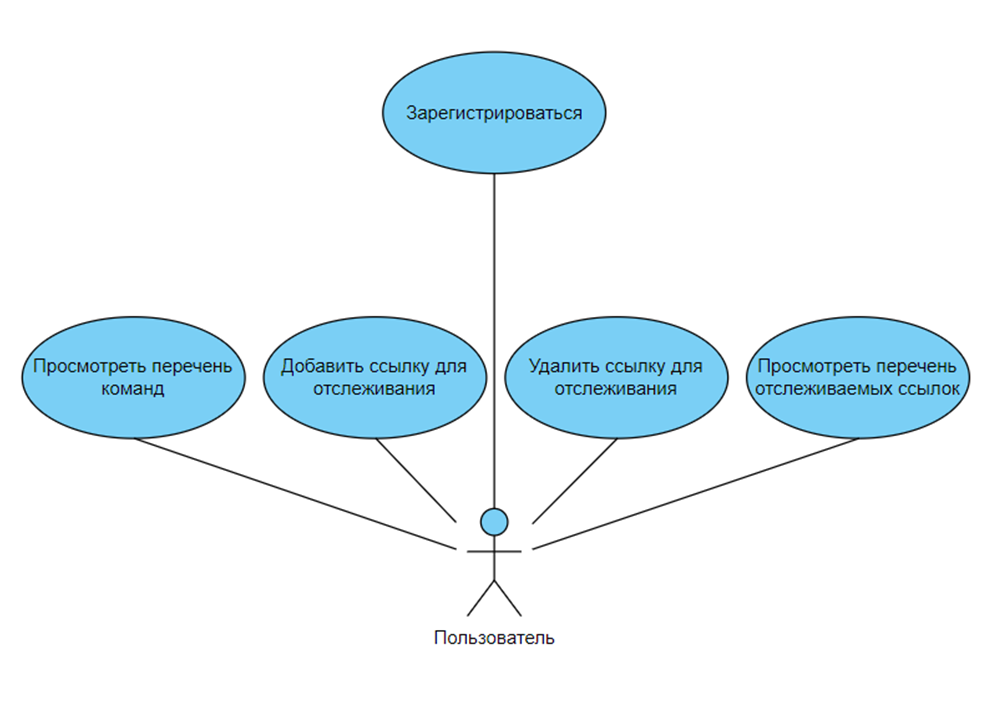 Зарегистрироваться
Просмотреть перечень
команд
Добавить ссылку для
отслеживания
Удалить ссылку для
отслеживания
Просмотреть перечень
отслеживаемых ссылок
Пользователь